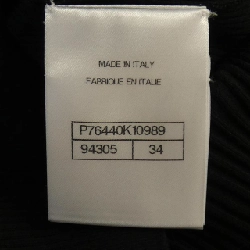 MADE IN ITALY
FABRIQUE EN ITALIE
P76440K10989
94305 34